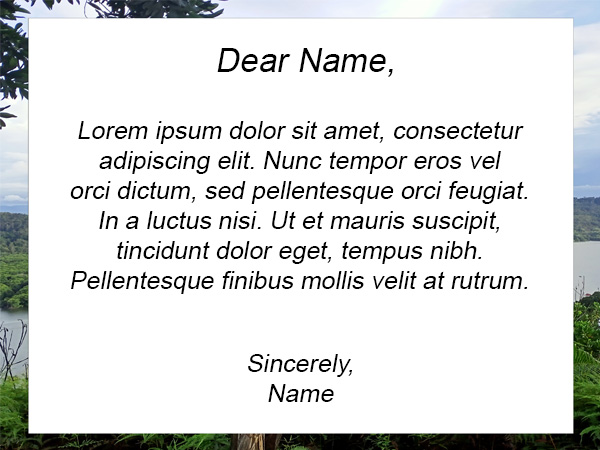 Dear Name,
Lorem ipsum dolor sit amet, consectetur
adipiscing elit. Nunc tempor eros vel
orci dictum, sed pellentesque orci feugiat.
In a luctus nisi. Ut et mauris suscipit,
tincidunt dolor eget, tempus nibh.
Pellentesque finibus mollis velit at rutrum.
Sincerely,
Name